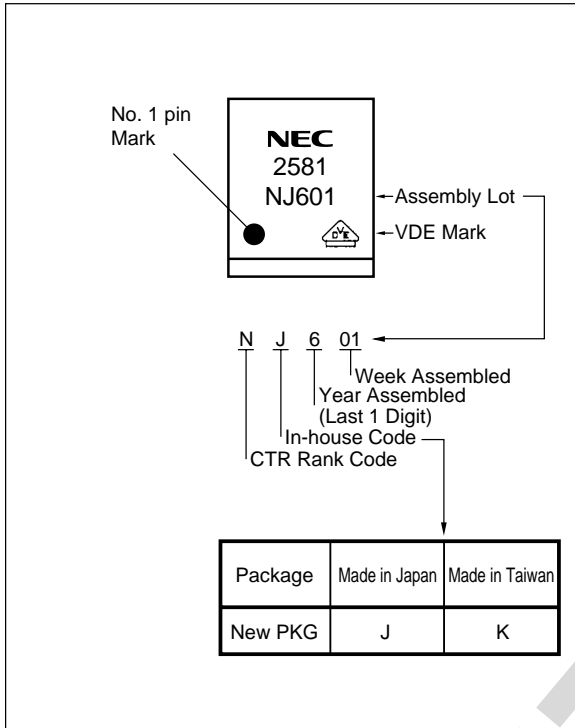 No. 1 pin
Mark
NEC
2581
NJ601
Assembly Lot
VDE Mark
DVE
N J 6 01
Week Assembled
Year Assembled
(Last 1 Digit)
In-house Code
CTR Rank Code
Package Made in Japan Made in Taiwan
New PKG J K